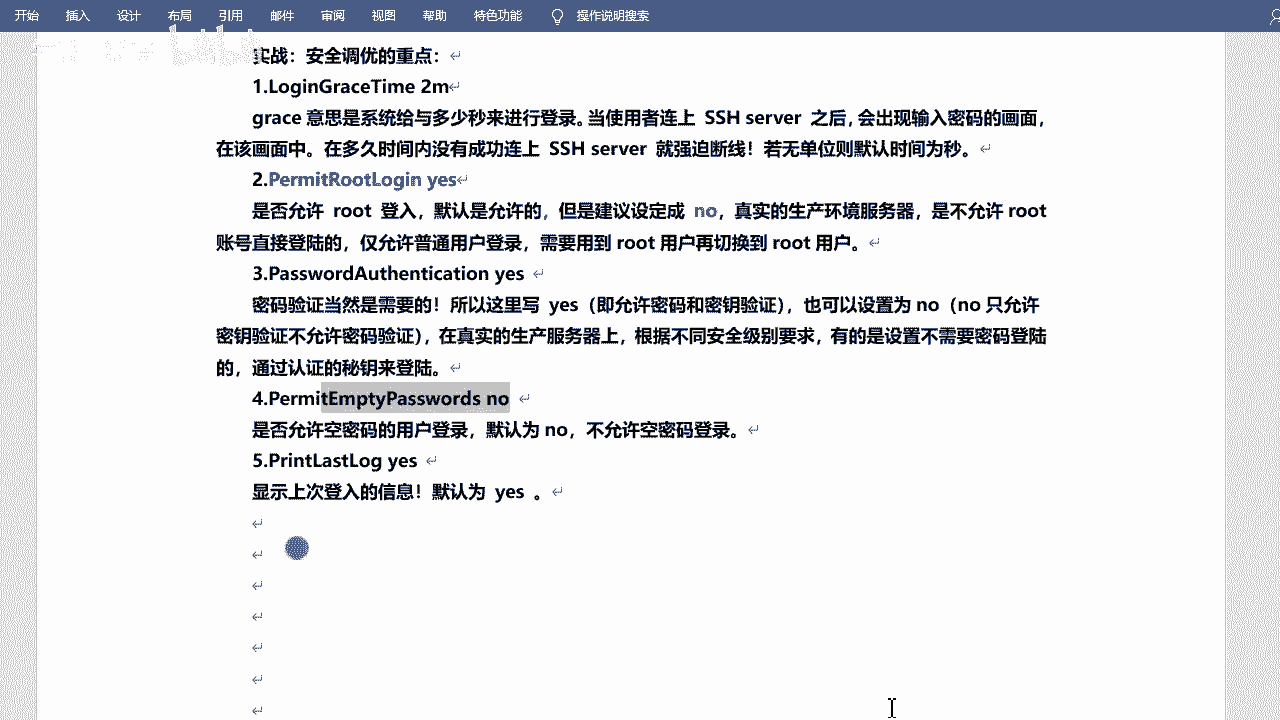 开始 插入 设计 布局 引用 邮件 审阅 视图 帮助 特色功能 操作说明搜索
实战：安全调优的重点：
1.LoginGraceTime 2m
grace 意思是系统给与多少秒来进行登录。当使用者连上 SSH server 之后，会出现输入密码的画面，
在该画面中。在多久时间内没有成功连上 SSH server 就强迫断线！若无单位则默认时间为秒。
2.PermitRootLogin yes
是否允许 root 登入，默认是允许的，但是建议设定成 no，真实的生产环境服务器，是不允许 root
账号直接登陆的，仅允许普通用户登录，需要用到 root 用户再切换到 root 用户。
3.PasswordAuthentication yes
密码验证当然是需要的！所以这里写 yes（即允许密码和密钥验证），也可以设置为 no（no 只允许
密钥验证不允许密码验证），在真实的生产服务器上，根据不同安全级别要求，有的是设置不需要密码登陆
的，通过认证的秘钥来登陆。
4.PermitEmptyPasswords no
是否允许空密码的用户登录，默认为 no，不允许空密码登录。
5.PrintLastLog yes
显示上次登入的信息！默认为 yes 。